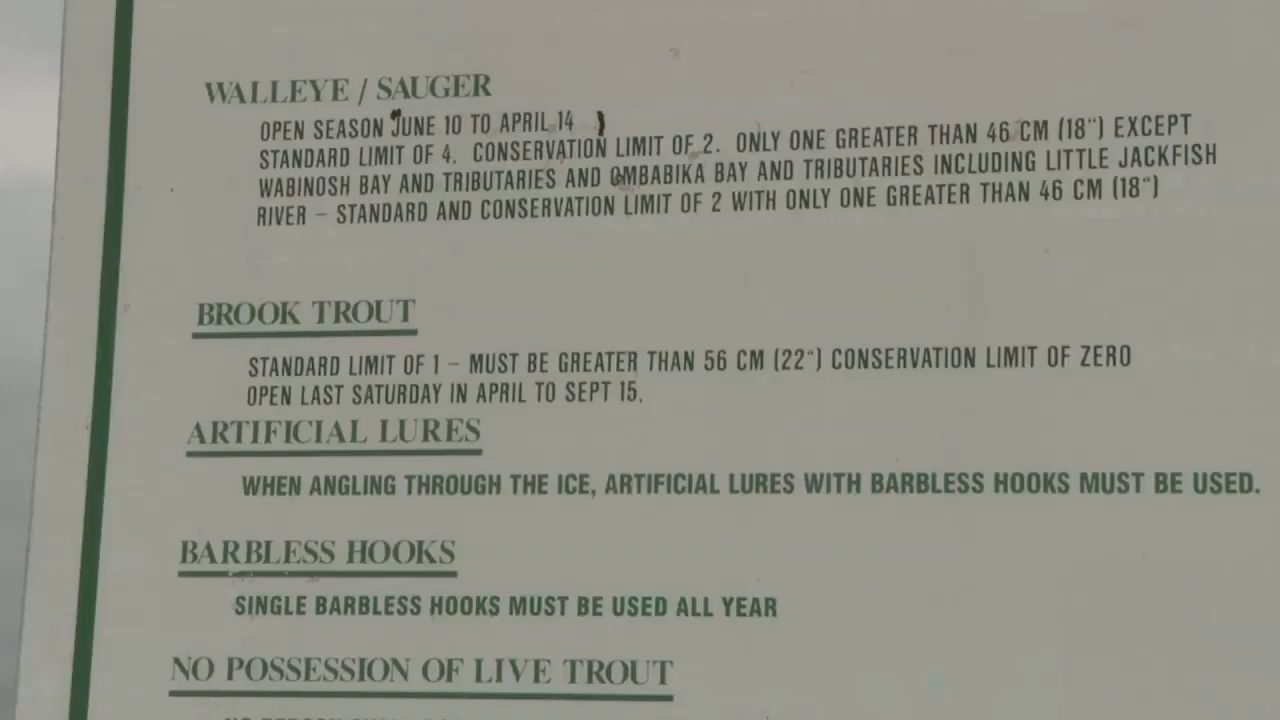 WALLEYE / SAUGER
OPEN SEASON JUNE 10 TO APRIL 14
STANDARD LIMIT OF 4. CONSERVATION LIMIT OF 2. ONLY ONE GREATER THAN 46 CM (18") EXCEPT
WABINOSH BAY AND TRIBUTARIES AND OMBABIKA BAY AND TRIBUTARIES INCLUDING LITTLE JACKFISH
RIVER – STANDARD AND CONSERVATION LIMIT OF 2 WITH ONLY ONE GREATER THAN 46 CM (18")
BROOK TROUT
STANDARD LIMIT OF 1 – MUST BE GREATER THAN 56 CM (22") CONSERVATION LIMIT OF ZERO
OPEN LAST SATURDAY IN APRIL TO SEPT 15.
ARTIFICIAL LURES
WHEN ANGLING THROUGH THE ICE, ARTIFICIAL LURES WITH BARBLESS HOOKS MUST BE USED.
BARBLESS HOOKS
SINGLE BARBLESS HOOKS MUST BE USED ALL YEAR
NO POSSESSION OF LIVE TROUT